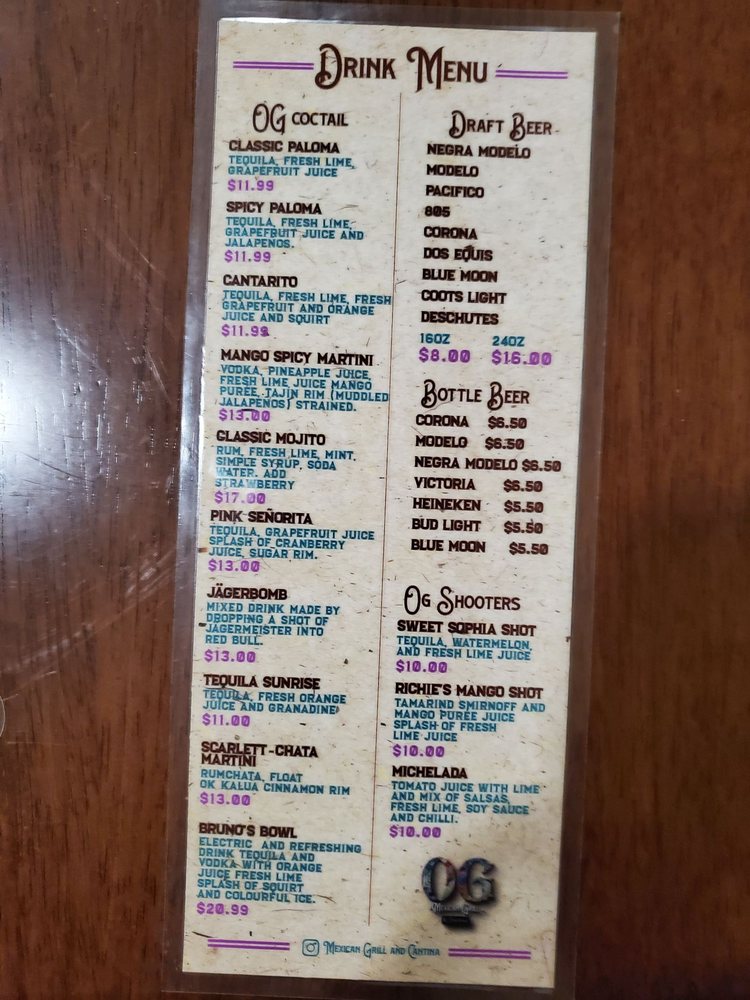 Drink Menu
OG COCTAIL
CLASSIC PALOMA
TEQUILA, FRESH LIME,
GRAPEFRUIT JUICE
$11.99
SPICY PALOMA
TEQUILA, FRESH LIME,
GRAPEFRUIT JUICE AND
JALAPEÑOS.
$11.99
CANTARITO
TEQUILA, FRESH LIME, FRESH
GRAPEFRUIT AND ORANGE
JUICE AND SQUIRT
$11.99
MANGO SPICY MARTINI
VODKA, PINEAPPLE JUICE,
FRESH LIME JUICE MANGO
PURÉE, TAJIN RIM (MUDDLED
JALAPEÑOS) STRAINED.
$13.00
CLASSIC MOJITO
RUM, FRESH LIME, MINT,
SIMPLE SYRUP, SODA
WATER. ADD
STRAWBERRY
$17.00
PINK SEÑORITA
TEQUILA, GRAPEFRUIT JUICE
SPLASH OF CRANBERRY
JUICE, SUGAR RIM.
$13.00
JÄGERBOMB
MIXED DRINK MADE BY
DROPPING A SHOT OF
JÄGERMEISTER INTO
RED BULL.
$13.00
TEQUILA SUNRISE
TEQUILA, FRESH ORANGE
JUICE AND GRANADINE
$11.00
SCARLETT-CHATA
MARTINI
RUMCHATA, FLOAT
OK KALUA CINNAMON RIM
$13.00
BRUNO'S BOWL
ELECTRIC AND REFRESHING
DRINK TEQUILA AND
VODKA WITH ORANGE
JUICE FRESH LIME
SPLASH OF SQUIRT
AND COLOURFUL ICE.
$20.99
Draft Beer
NEGRA MODELO
MODELO
PACIFICO
805
CORONA
DOS EQUIS
BLUE MOON
COOTS LIGHT
DESCHUTES
16OZ 24OZ
$8.00 $16.00
Bottle Beer
CORONA $6.50
MODELO $6.50
NEGRA MODELO $6.50
VICTORIA $6.50
HEINEKEN $5.50
BUD LIGHT $5.50
BLUE MOON $5.50
OG Shooters
SWEET SOPHIA SHOT
TEQUILA, WATERMELON,
AND FRESH LIME JUICE
$10.00
RICHIE'S MANGO SHOT
TAMARIND SMIRNOFF AND
MANGO PURÉE JUICE
SPLASH OF FRESH
LIME JUICE
$10.00
MICHELADA
TOMATO JUICE WITH LIME
AND MIX OF SALSAS,
FRESH LIME, SOY SAUCE
AND CHILLI.
$10.00
OG
Mexican Grill and Cantina